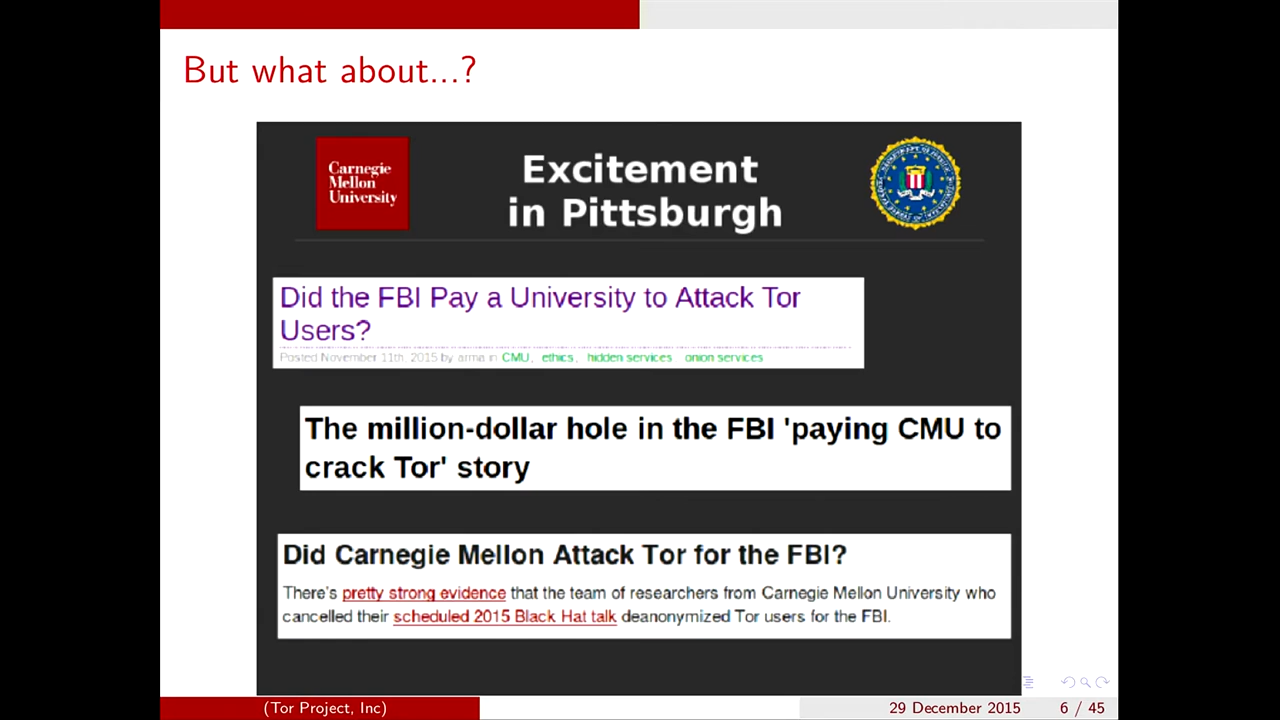 But what about...?
Carnegie
Mellon
University
Excitement
in Pittsburgh
Did the FBI Pay a University to Attack Tor
Users?
Posted November 11th, 2015 by arma in CMU, ethics, hidden services, onion services
The million-dollar hole in the FBI 'paying CMU to
crack Tor' story
Did Carnegie Mellon Attack Tor for the FBI?
There's pretty strong evidence that the team of researchers from Carnegie Mellon University who
cancelled their scheduled 2015 Black Hat talk deanonymized Tor users for the FBI.
(Tor Project, Inc)
29 December 2015
6 / 45